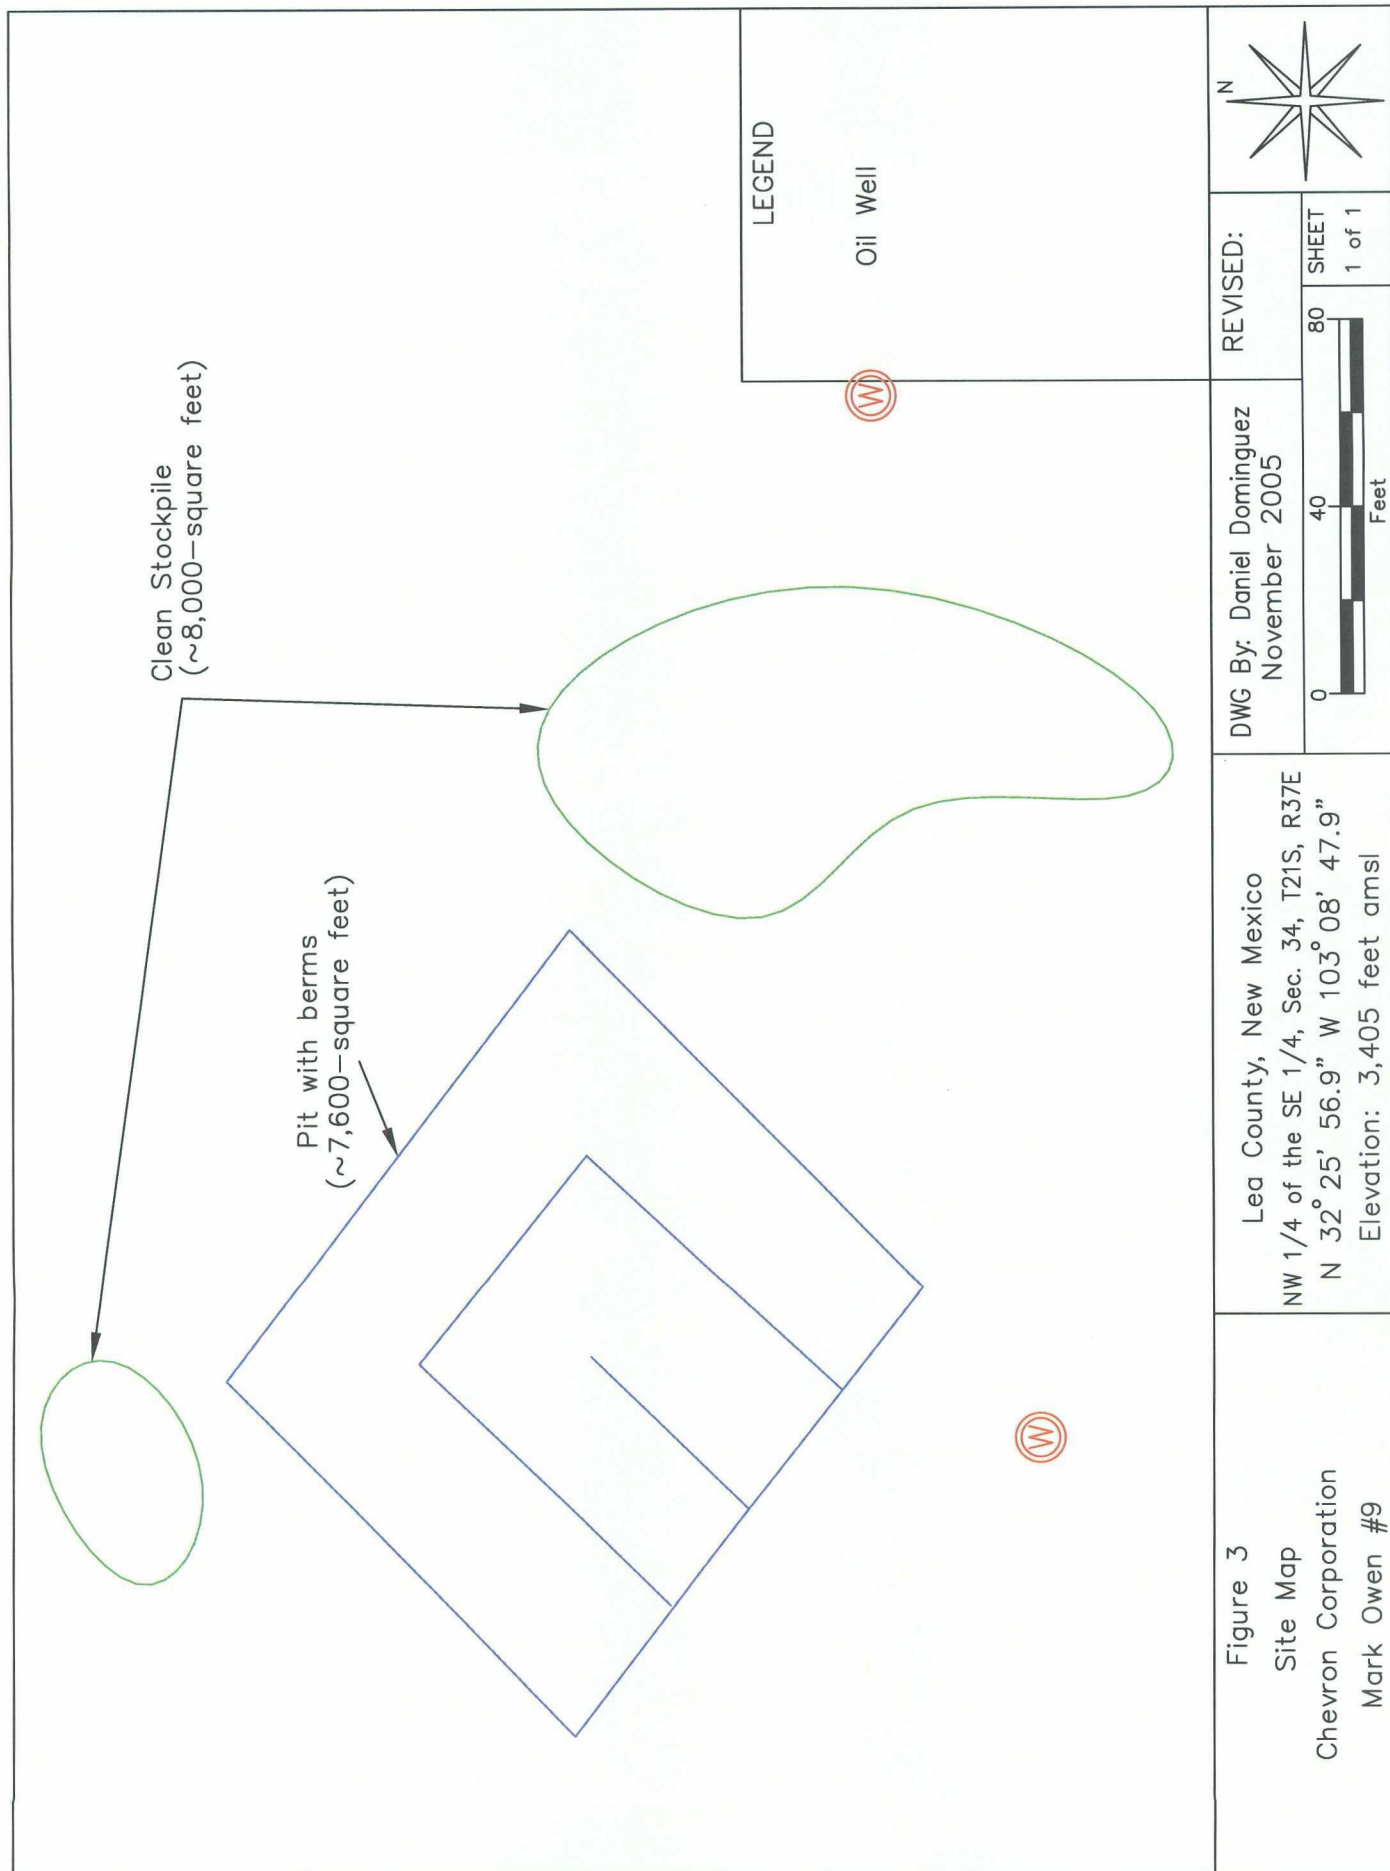 Clean Stockpile
(~8,000-square feet)
Pit with berms
(~7,600-square feet)
W
W
LEGEND
Oil Well
Figure 3
Site Map
Chevron Corporation
Mark Owen #9
Lea County, New Mexico
NW 1/4 of the SE 1/4, Sec. 34, T21S, R37E
N 32° 25' 56.9" W 103° 08' 47.9"
Elevation: 3,405 feet amsl
DWG By: Daniel Dominguez
November 2005
REVISED:
0 40 80
Feet
SHEET
1 of 1
N